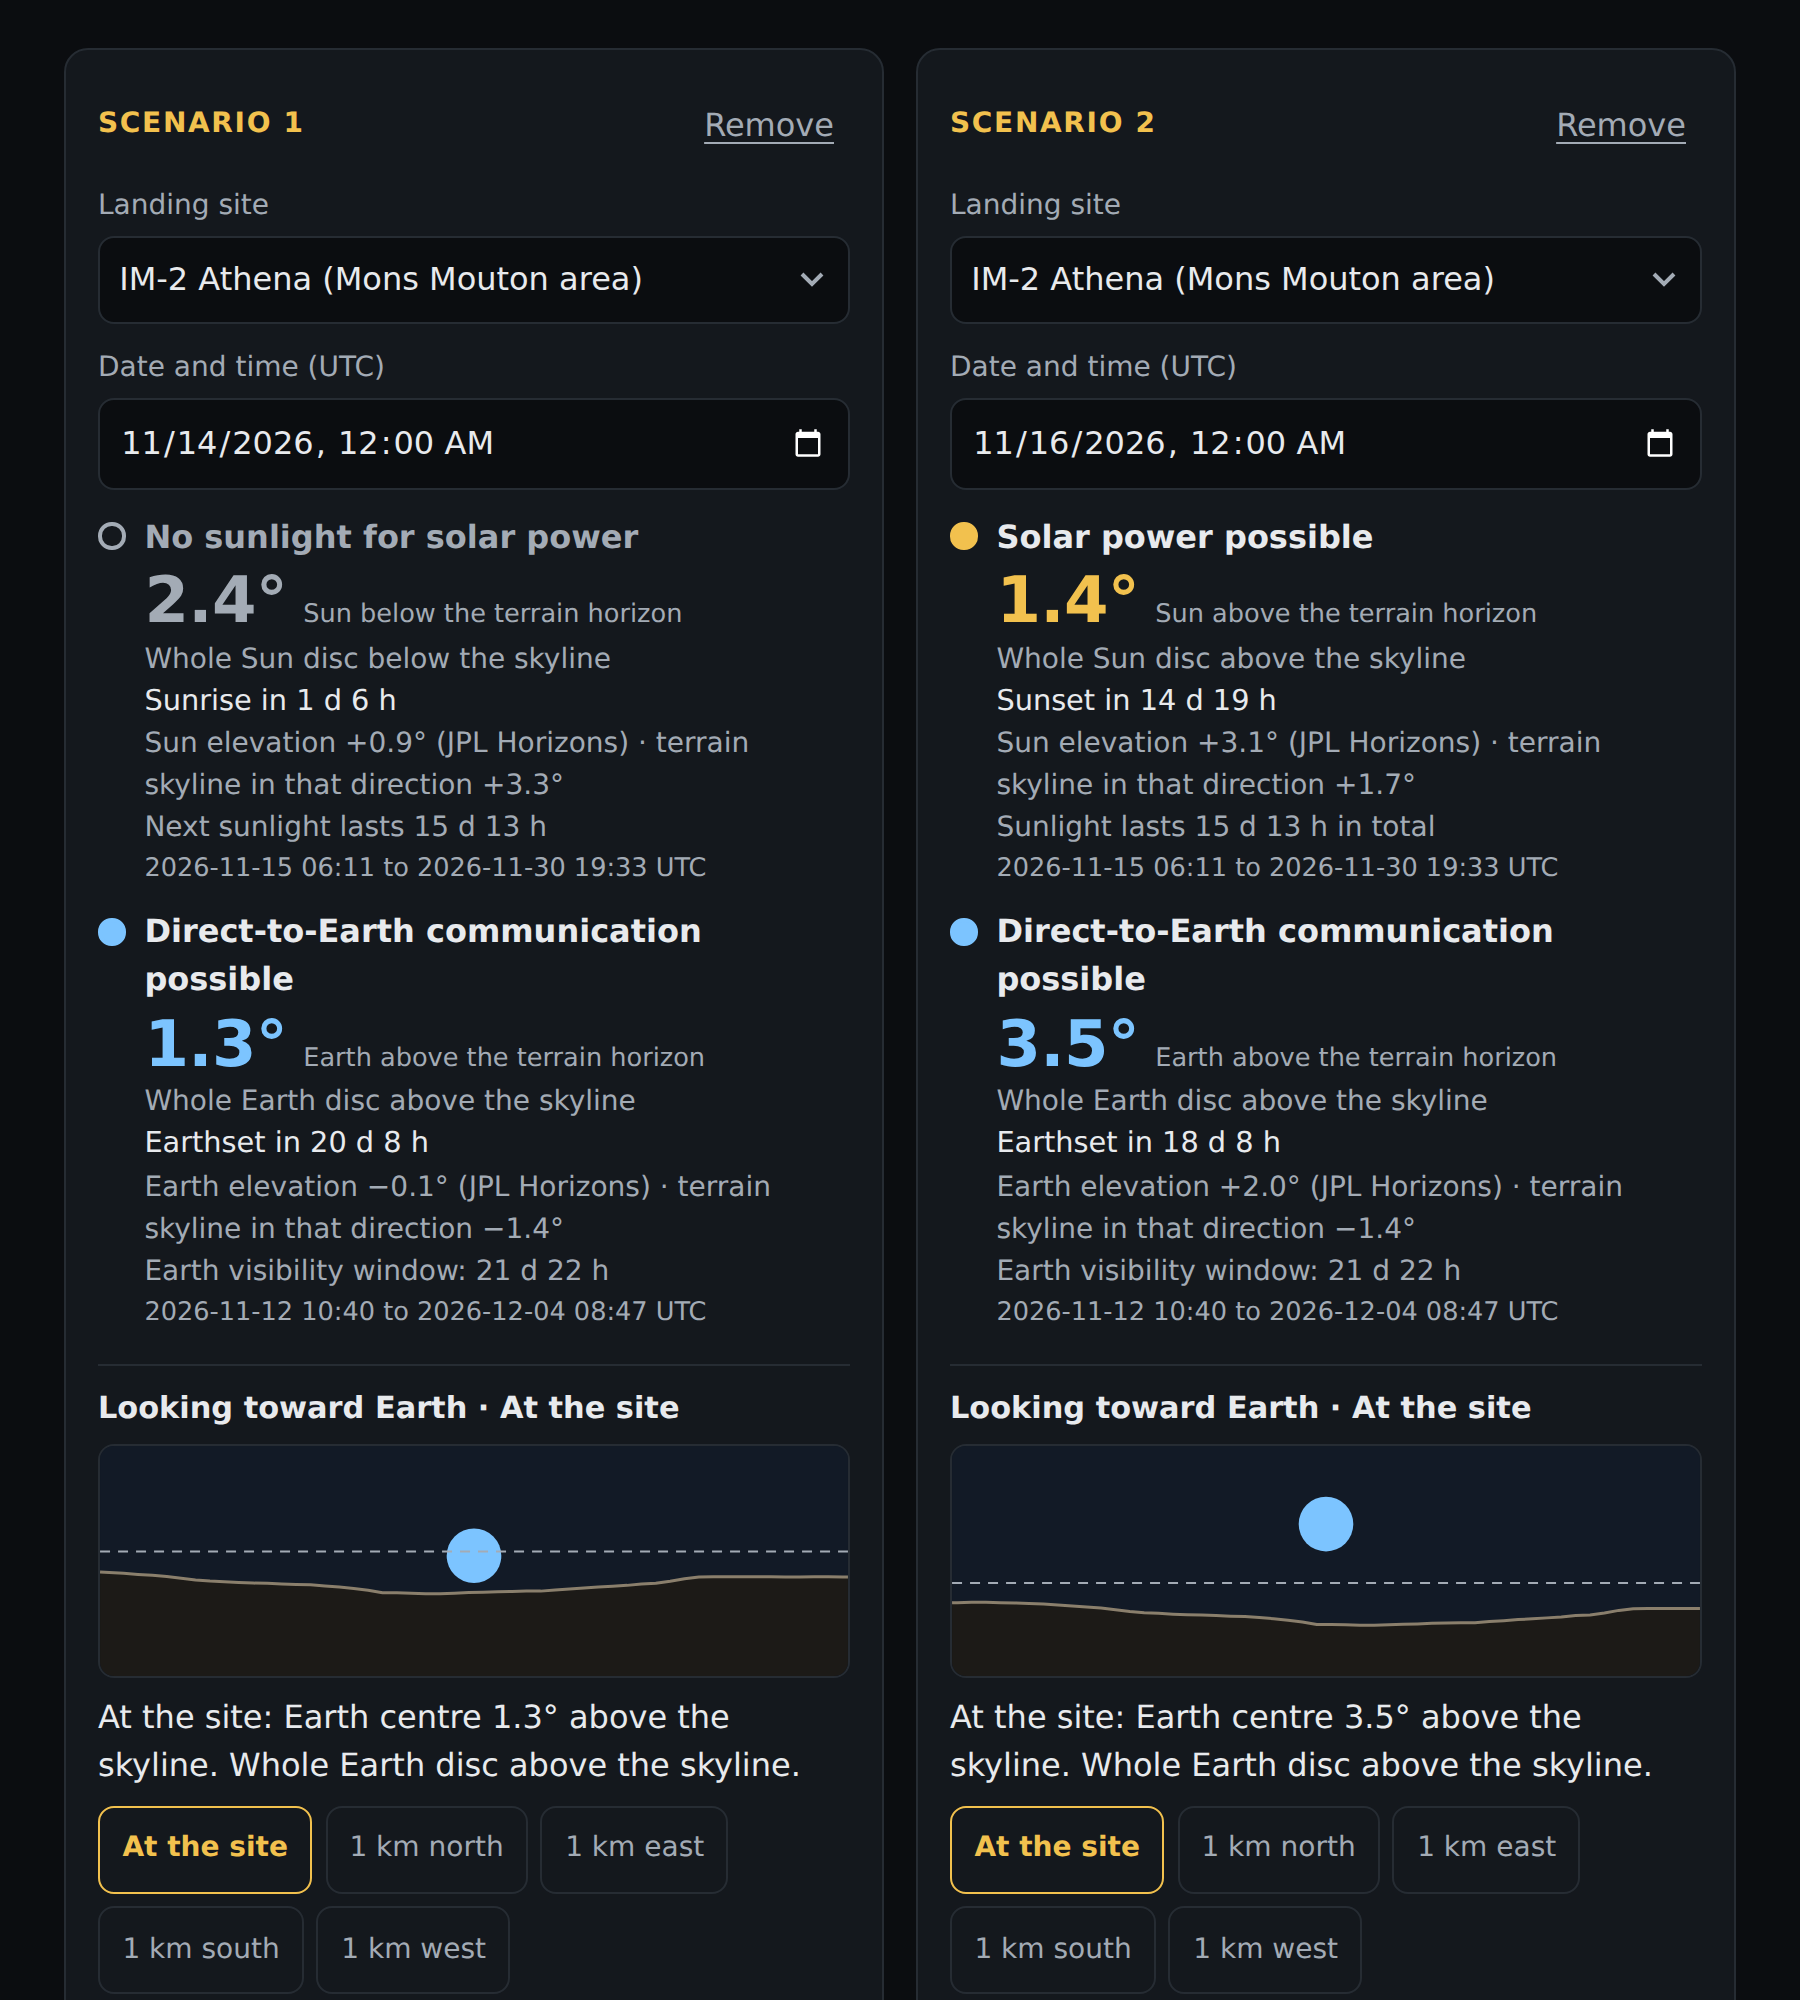 SCENARIO 1
Remove
Landing site
IM-2 Athena (Mons Mouton area)
Date and time (UTC)
11/14/2026, 12:00 AM
No sunlight for solar power
2.4° Sun below the terrain horizon
Whole Sun disc below the skyline
Sunrise in 1 d 6 h
Sun elevation +0.9° (JPL Horizons) · terrain
skyline in that direction +3.3°
Next sunlight lasts 15 d 13 h
2026-11-15 06:11 to 2026-11-30 19:33 UTC
Direct-to-Earth communication
possible
1.3° Earth above the terrain horizon
Whole Earth disc above the skyline
Earthset in 20 d 8 h
Earth elevation −0.1° (JPL Horizons) · terrain
skyline in that direction −1.4°
Earth visibility window: 21 d 22 h
2026-11-12 10:40 to 2026-12-04 08:47 UTC
Looking toward Earth · At the site
At the site: Earth centre 1.3° above the
skyline. Whole Earth disc above the skyline.
At the site
1 km north
1 km east
1 km south
1 km west
SCENARIO 2
Remove
Landing site
IM-2 Athena (Mons Mouton area)
Date and time (UTC)
11/16/2026, 12:00 AM
Solar power possible
1.4° Sun above the terrain horizon
Whole Sun disc above the skyline
Sunset in 14 d 19 h
Sun elevation +3.1° (JPL Horizons) · terrain
skyline in that direction +1.7°
Sunlight lasts 15 d 13 h in total
2026-11-15 06:11 to 2026-11-30 19:33 UTC
Direct-to-Earth communication
possible
3.5° Earth above the terrain horizon
Whole Earth disc above the skyline
Earthset in 18 d 8 h
Earth elevation +2.0° (JPL Horizons) · terrain
skyline in that direction −1.4°
Earth visibility window: 21 d 22 h
2026-11-12 10:40 to 2026-12-04 08:47 UTC
Looking toward Earth · At the site
At the site: Earth centre 3.5° above the
skyline. Whole Earth disc above the skyline.
At the site
1 km north
1 km east
1 km south
1 km west